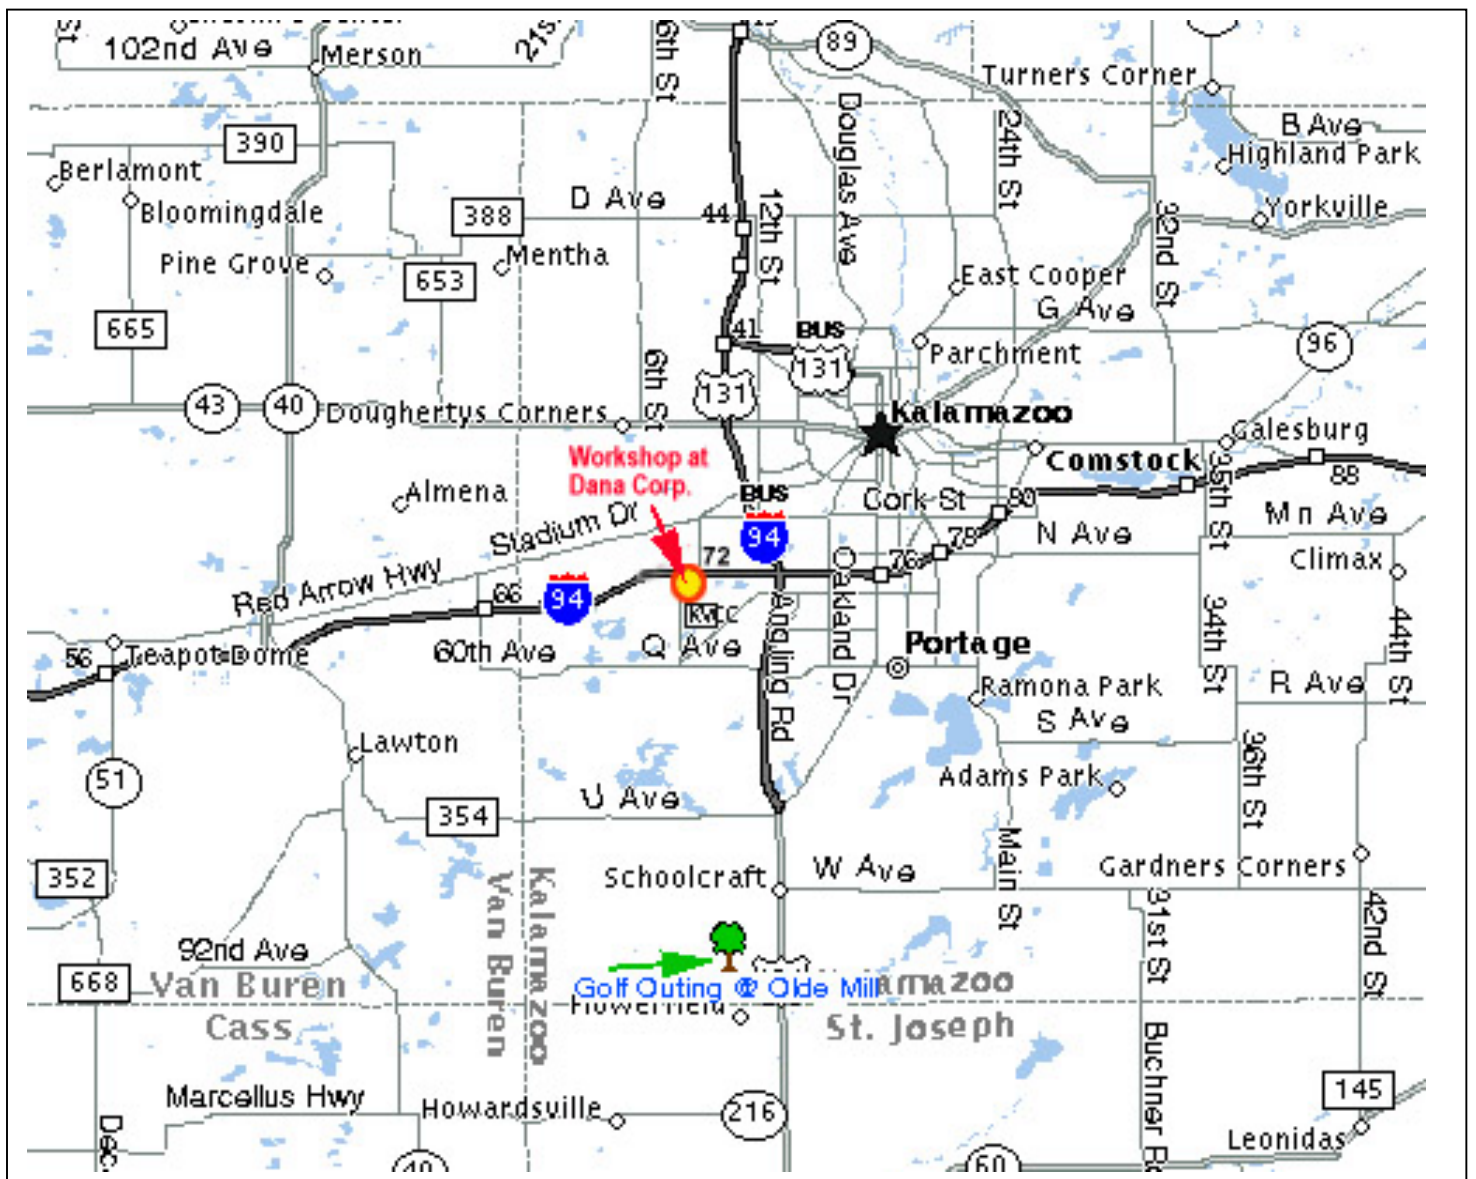 102nd Ave
21s
6th St
89
Merson
Turners Corner
Douglas Ave
24th St
B Ave
390
Highland Park
Berlamont
Bloomingdale
388
D Ave
44
12th St
32nd St
Yorkville
Pine Grove
Mentha
653
East Cooper
G Ave
665
41
BUS
131
131
Parchment
96
6th St
43
40
Doughertys Corners
Kalamazoo
Galesburg
Workshop at
Dana Corp.
Comstock
35th St
88
Almena
BUS
94
Cork St
80
Mn Ave
Stadium Dr
72
78
N Ave
76
Climax
Red Arrow Hwy
66
94
KVCC
Oakland Dr
Angling Rd
34th St
44th St
56
Teapot Dome
60th Ave
Q Ave
Portage
Ramona Park
R Ave
S Ave
Lawton
51
36th St
Adams Park
U Ave
354
Main St
352
Schoolcraft
W Ave
Gardners Corners
Kalamazoo
Van Buren
31st St
42nd St
92nd Ave
668
Van Buren
Golf Outing @ Olde Mill
amazoo
Cass
St. Joseph
Buchner R
Marcellus Hwy
Howardsville
216
145
Dec
Leonidas
40
60